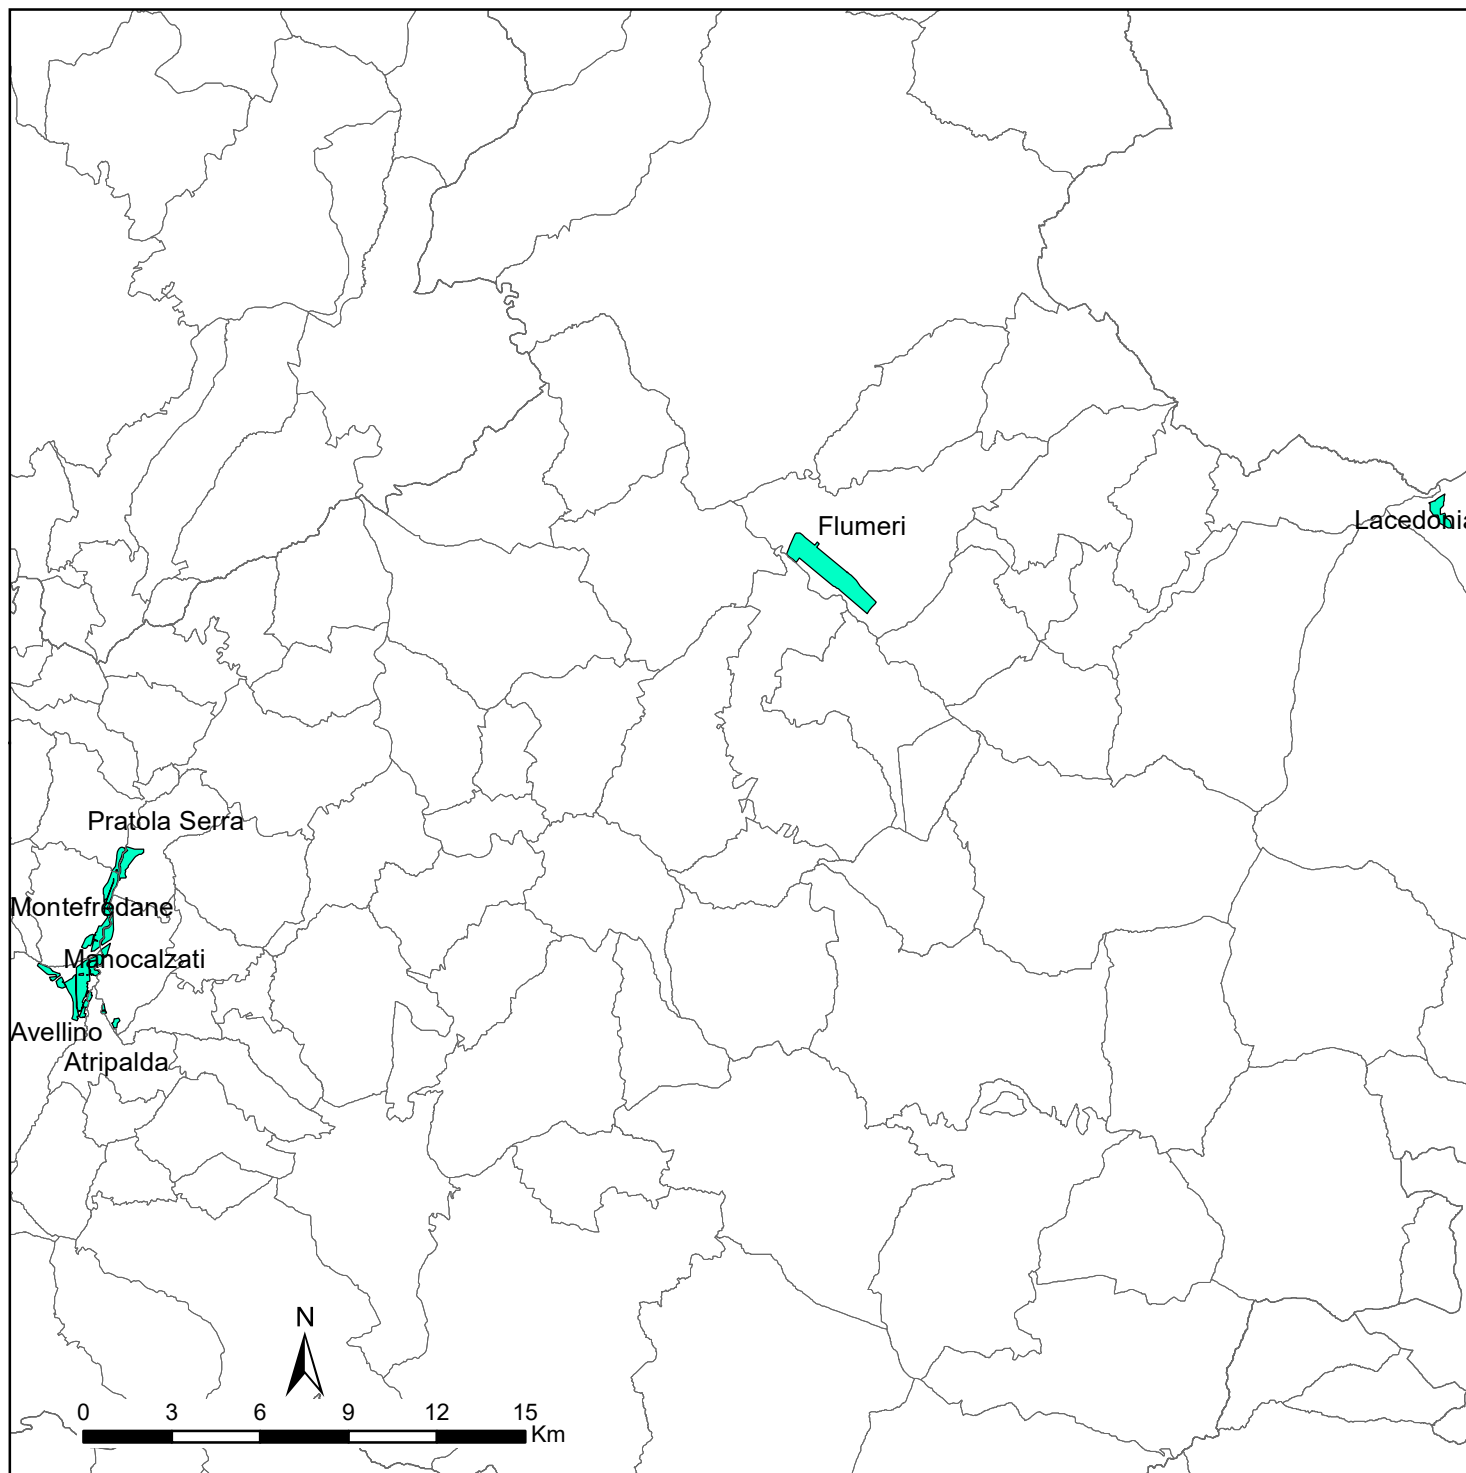 Flumeri
Lacedonia
Pratola Serra
Montefredane
Manocalzati
Avellino
Atripalda
N
0 3 6 9 12 15
Km